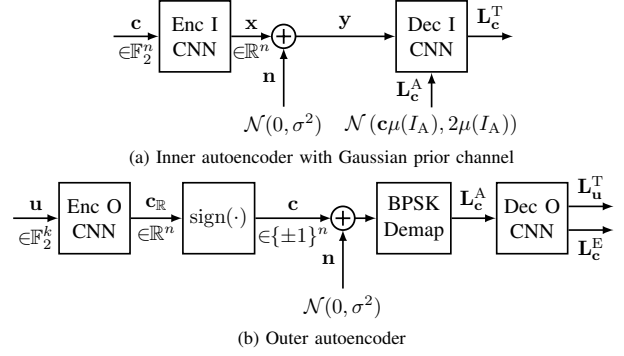 c
∈𝔽₂ⁿ
Enc I
CNN
x
∈ℝⁿ
n
𝒩(0, σ²)
y
Dec I
CNN
L_c^T
L_c^A
𝒩(cμ(I_A), 2μ(I_A))
(a) Inner autoencoder with Gaussian prior channel
u
∈𝔽₂ᵏ
Enc O
CNN
c_ℝ
∈ℝⁿ
sign(·)
c
∈{±1}ⁿ
n
𝒩(0, σ²)
BPSK
Demap
L_c^A
Dec O
CNN
L_u^T
L_c^E
(b) Outer autoencoder